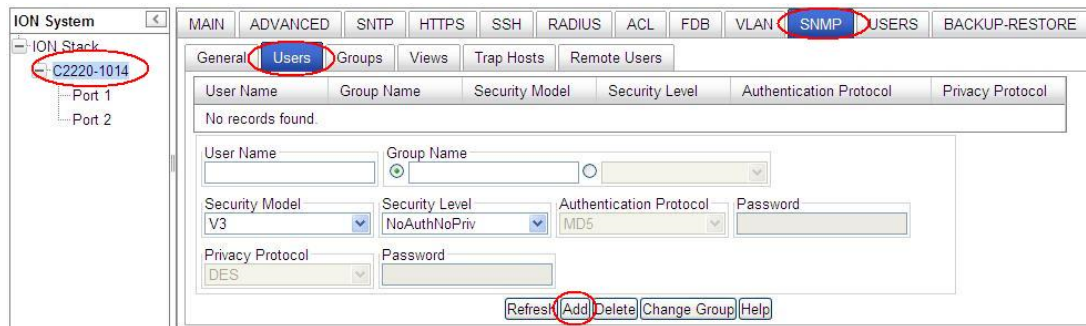 ION System
<
ION Stack
C2220-1014
Port 1
Port 2
MAIN ADVANCED SNTP HTTPS SSH RADIUS ACL FDB VLAN SNMP USERS BACKUP-RESTORE
General Users Groups Views Trap Hosts Remote Users
User Name Group Name Security Model Security Level Authentication Protocol Privacy Protocol
No records found.
User Name Group Name
Security Model Security Level Authentication Protocol Password
V3 NoAuthNoPriv MD5
Privacy Protocol Password
DES
Refresh Add Delete Change Group Help